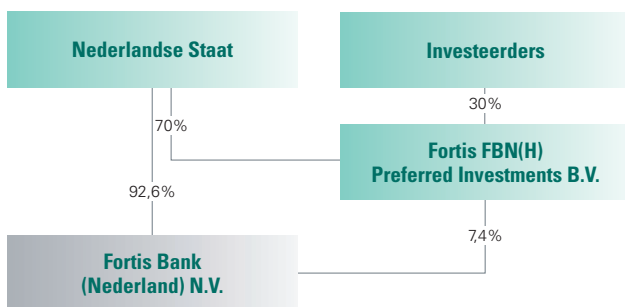 Nederlandse Staat
Investeerders
30%
70%
Fortis FBN(H)
Preferred Investments B.V.
92,6%
7,4%
Fortis Bank
(Nederland) N.V.